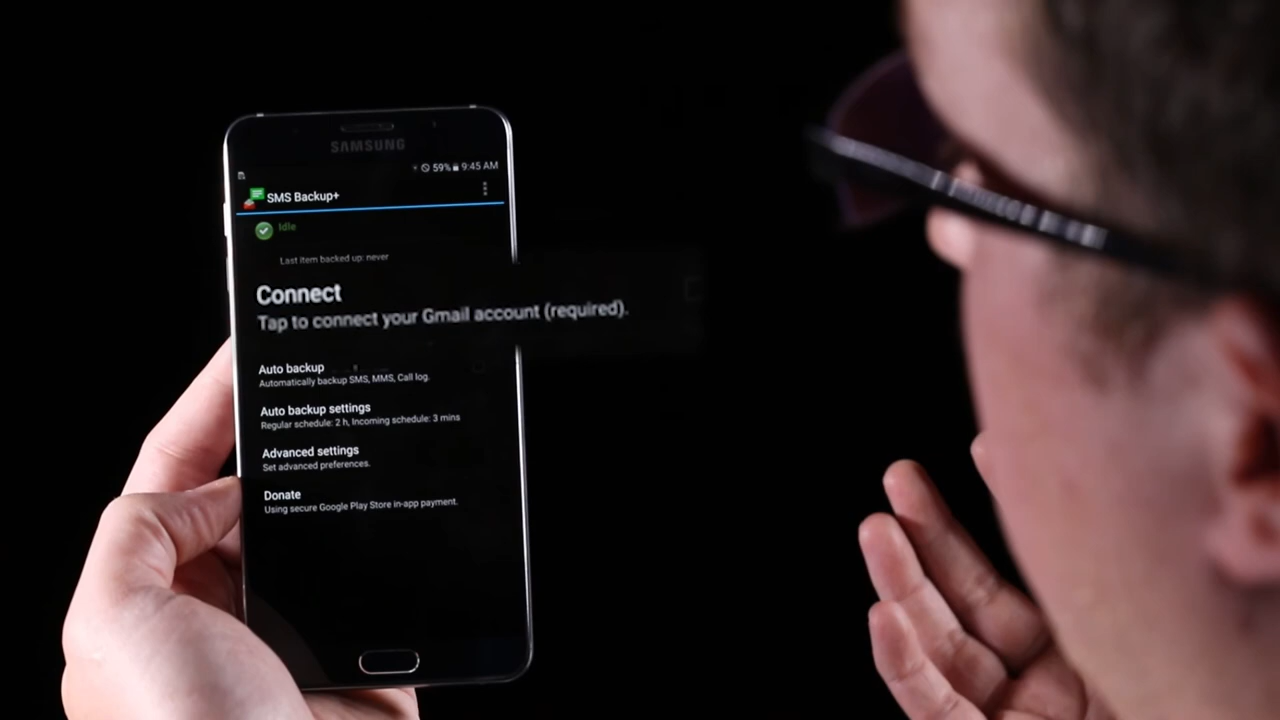 SAMSUNG
59% 9:45 AM
SMS Backup+
Idle
Last item backed up: never
Connect
Tap to connect your Gmail account (required).
Auto backup
Automatically backup SMS, MMS, Call log.
Auto backup settings
Regular schedule: 2 h, Incoming schedule: 3 mins
Advanced settings
Set advanced preferences.
Donate
Using secure Google Play Store in-app payment.